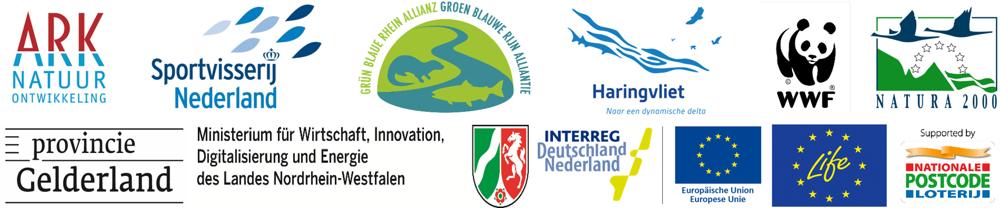 ARK
NATUUR
ONTWIKKELING
Sportvisserij
Nederland
GRÜN BLAUE RHEIN ALLIANZ GROEN BLAUWE RIJN ALLIANTIE
Haringvliet
Naar een dynamische delta
©
WWF®
NATURA 2000
provincie
Gelderland
Ministerium für Wirtschaft, Innovation,
Digitalisierung und Energie
des Landes Nordrhein-Westfalen
INTERREG
Deutschland
Nederland
Europäische Union
Europese Unie
Life
Supported by
NATIONALE
POSTCODE
LOTERIJ